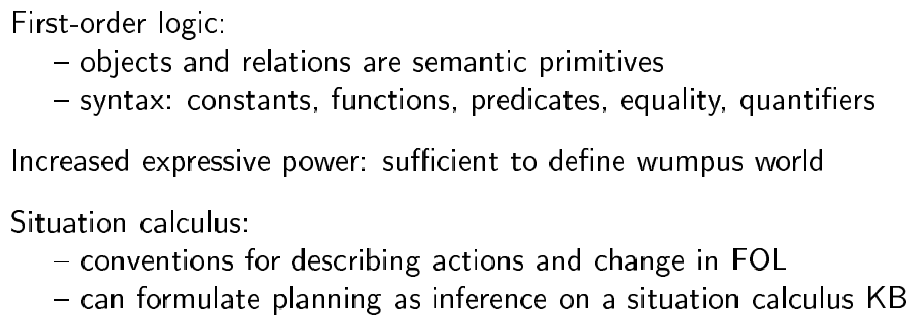 First-order logic:
– objects and relations are semantic primitives
– syntax: constants, functions, predicates, equality, quantifiers
Increased expressive power: sufficient to define wumpus world
Situation calculus:
– conventions for describing actions and change in FOL
– can formulate planning as inference on a situation calculus KB